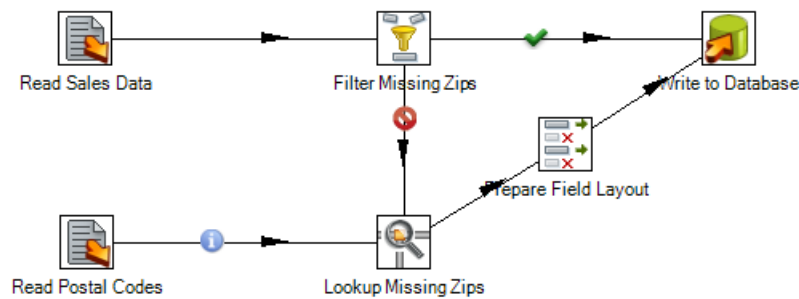 Read Sales Data
Filter Missing Zips
Write to Database
Prepare Field Layout
Read Postal Codes
Lookup Missing Zips